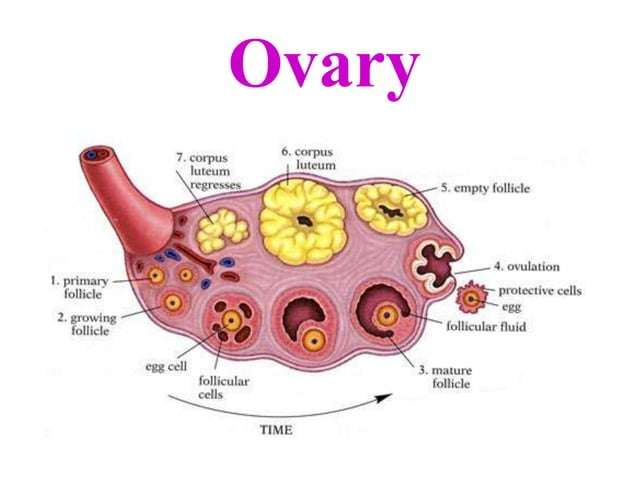 Ovary
7. corpus
luteum
regresses
6. corpus
luteum
5. empty follicle
4. ovulation
protective cells
egg
follicular fluid
3. mature
follicle
1. primary
follicle
2. growing
follicle
egg cell
follicular
cells
TIME